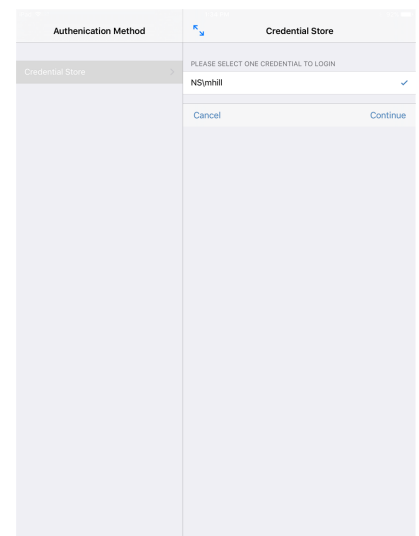 Authenication Method
Credential Store
Credential Store
PLEASE SELECT ONE CREDENTIAL TO LOGIN
NS\mhill
Cancel
Continue